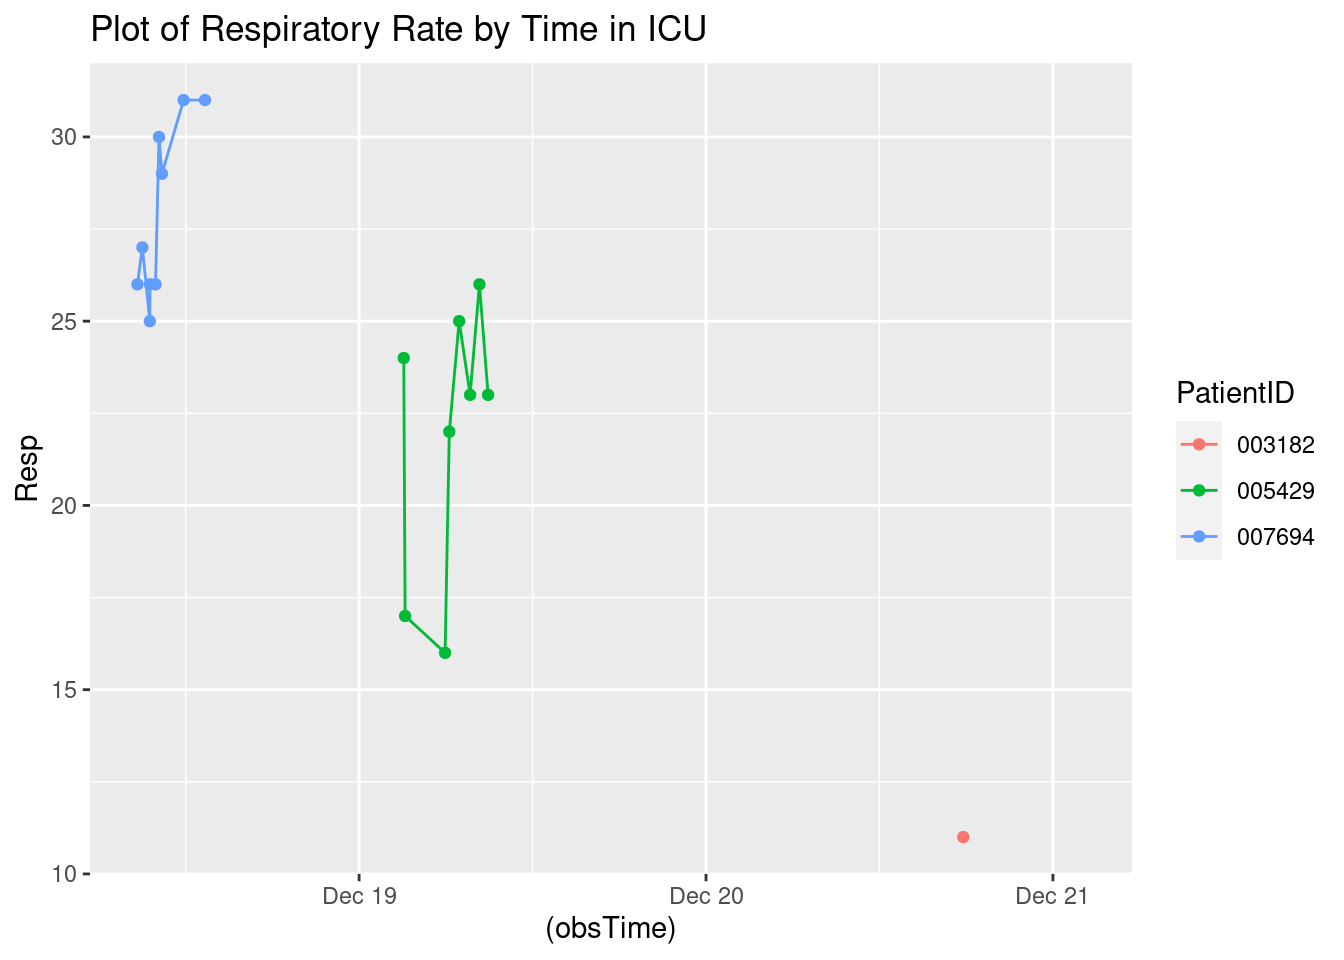 Plot of Respiratory Rate by Time in ICU
30
25
20
15
10
Resp
Dec 19
Dec 20
Dec 21
(obsTime)
PatientID
003182
005429
007694